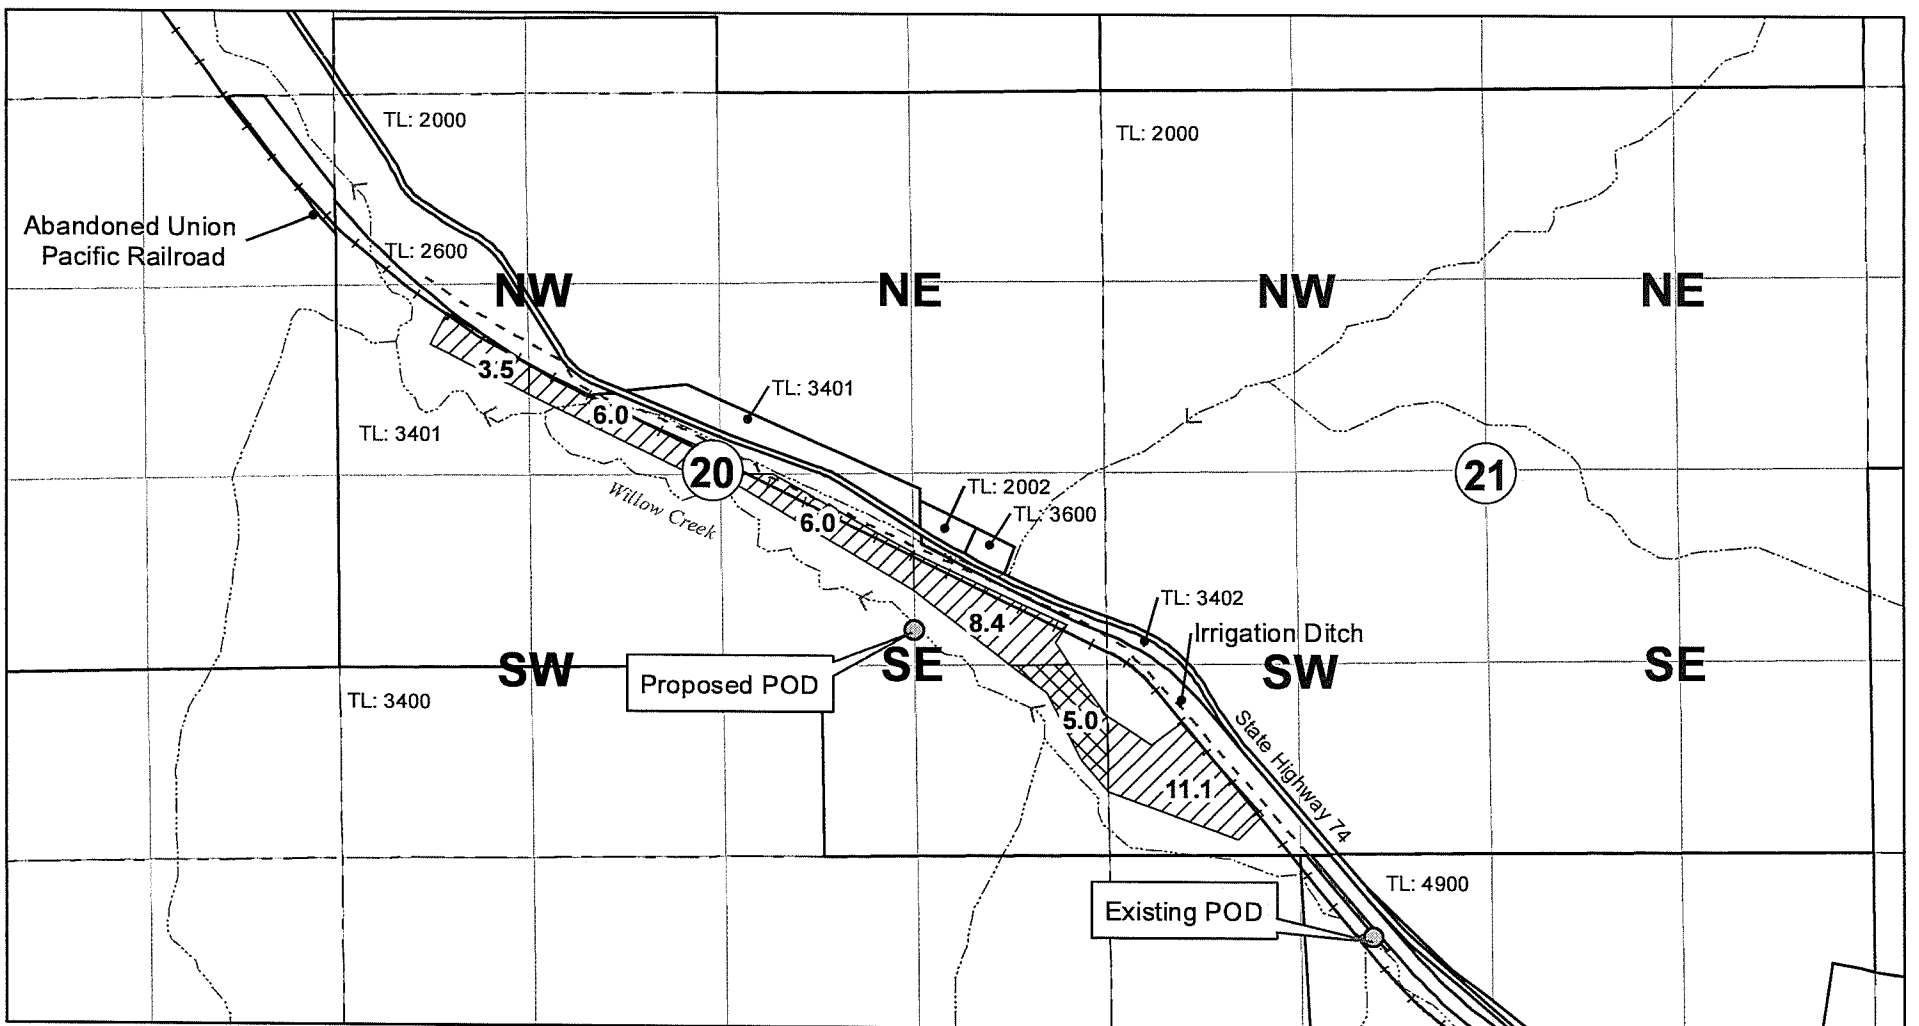 TL: 2000
TL: 2000
Abandoned Union
Pacific Railroad
TL: 2600
NW
NE
NW
NE
3.5
TL: 3401
6.0
TL: 3401
20
21
TL: 2002
Willow Creek
6.0
TL: 3600
TL: 3402
8.4
Irrigation Ditch
SW
Proposed POD
SE
SW
SE
TL: 3400
5.0
State Highway 74
11.1
TL: 4900
Existing POD